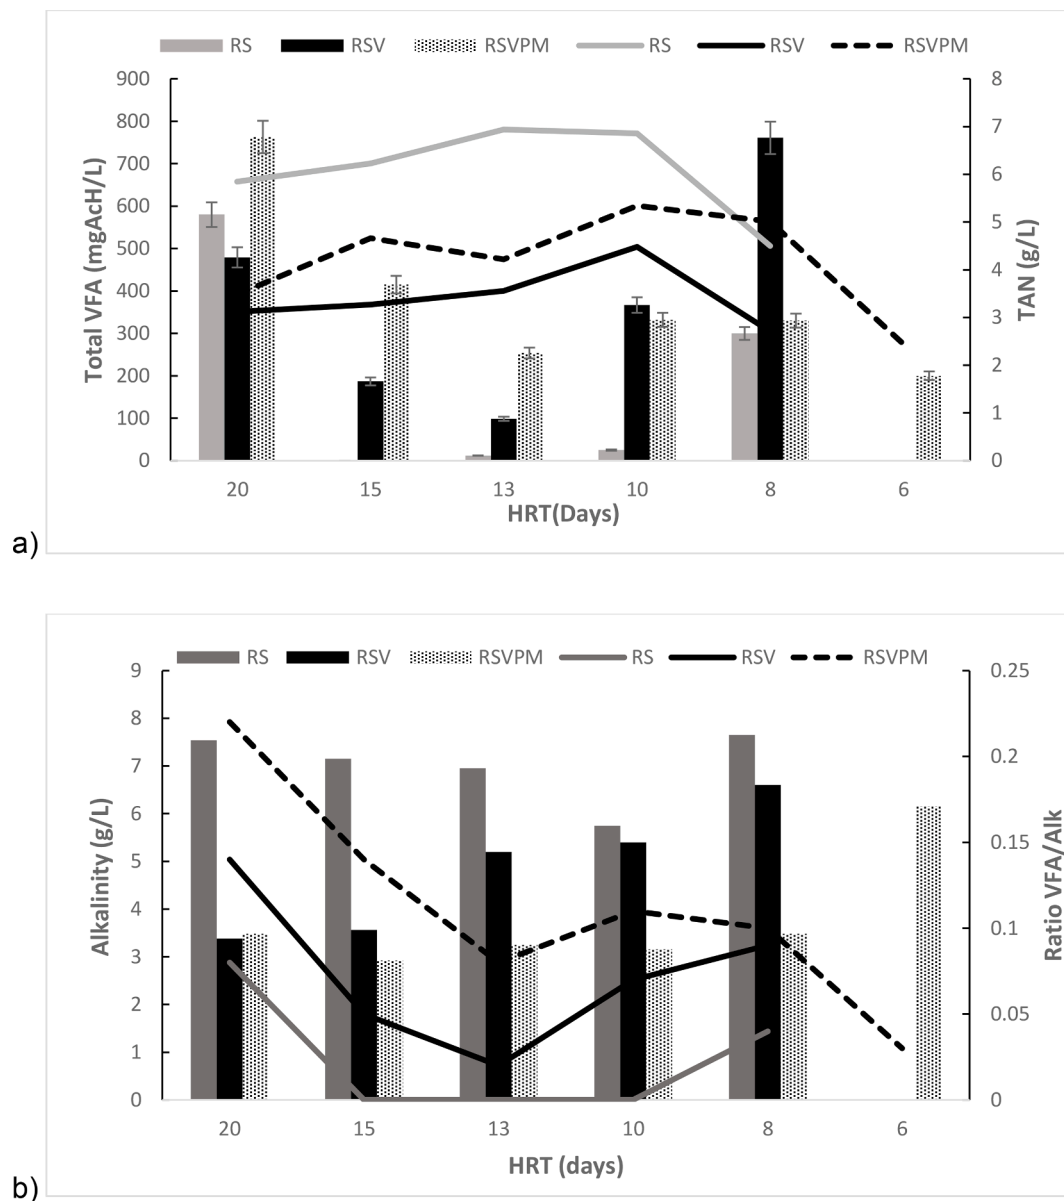 RS RSV RSVPM RS RSV RSVPM
900
800
700
600
500
400
300
200
100
0
Total VFA (mgAcH/L)
8
7
6
5
4
3
2
1
0
TAN (g/L)
20 15 13 10 8 6
HRT(Days)
a)
RS RSV RSVPM RS RSV RSVPM
9
8
7
6
5
4
3
2
1
0
Alkalinity (g/L)
0.25
0.2
0.15
0.1
0.05
0
Ratio VFA/Alk
20 15 13 10 8 6
HRT (days)
b)